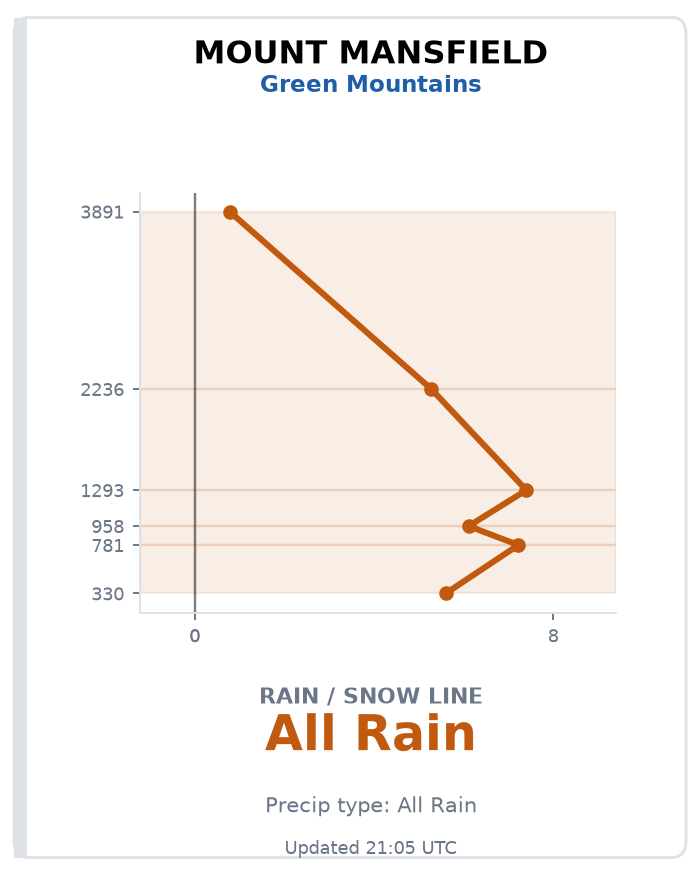 MOUNT MANSFIELD
Green Mountains
3891
2236
1293
958
781
330
0 8
RAIN / SNOW LINE
All Rain
Precip type: All Rain
Updated 21:05 UTC